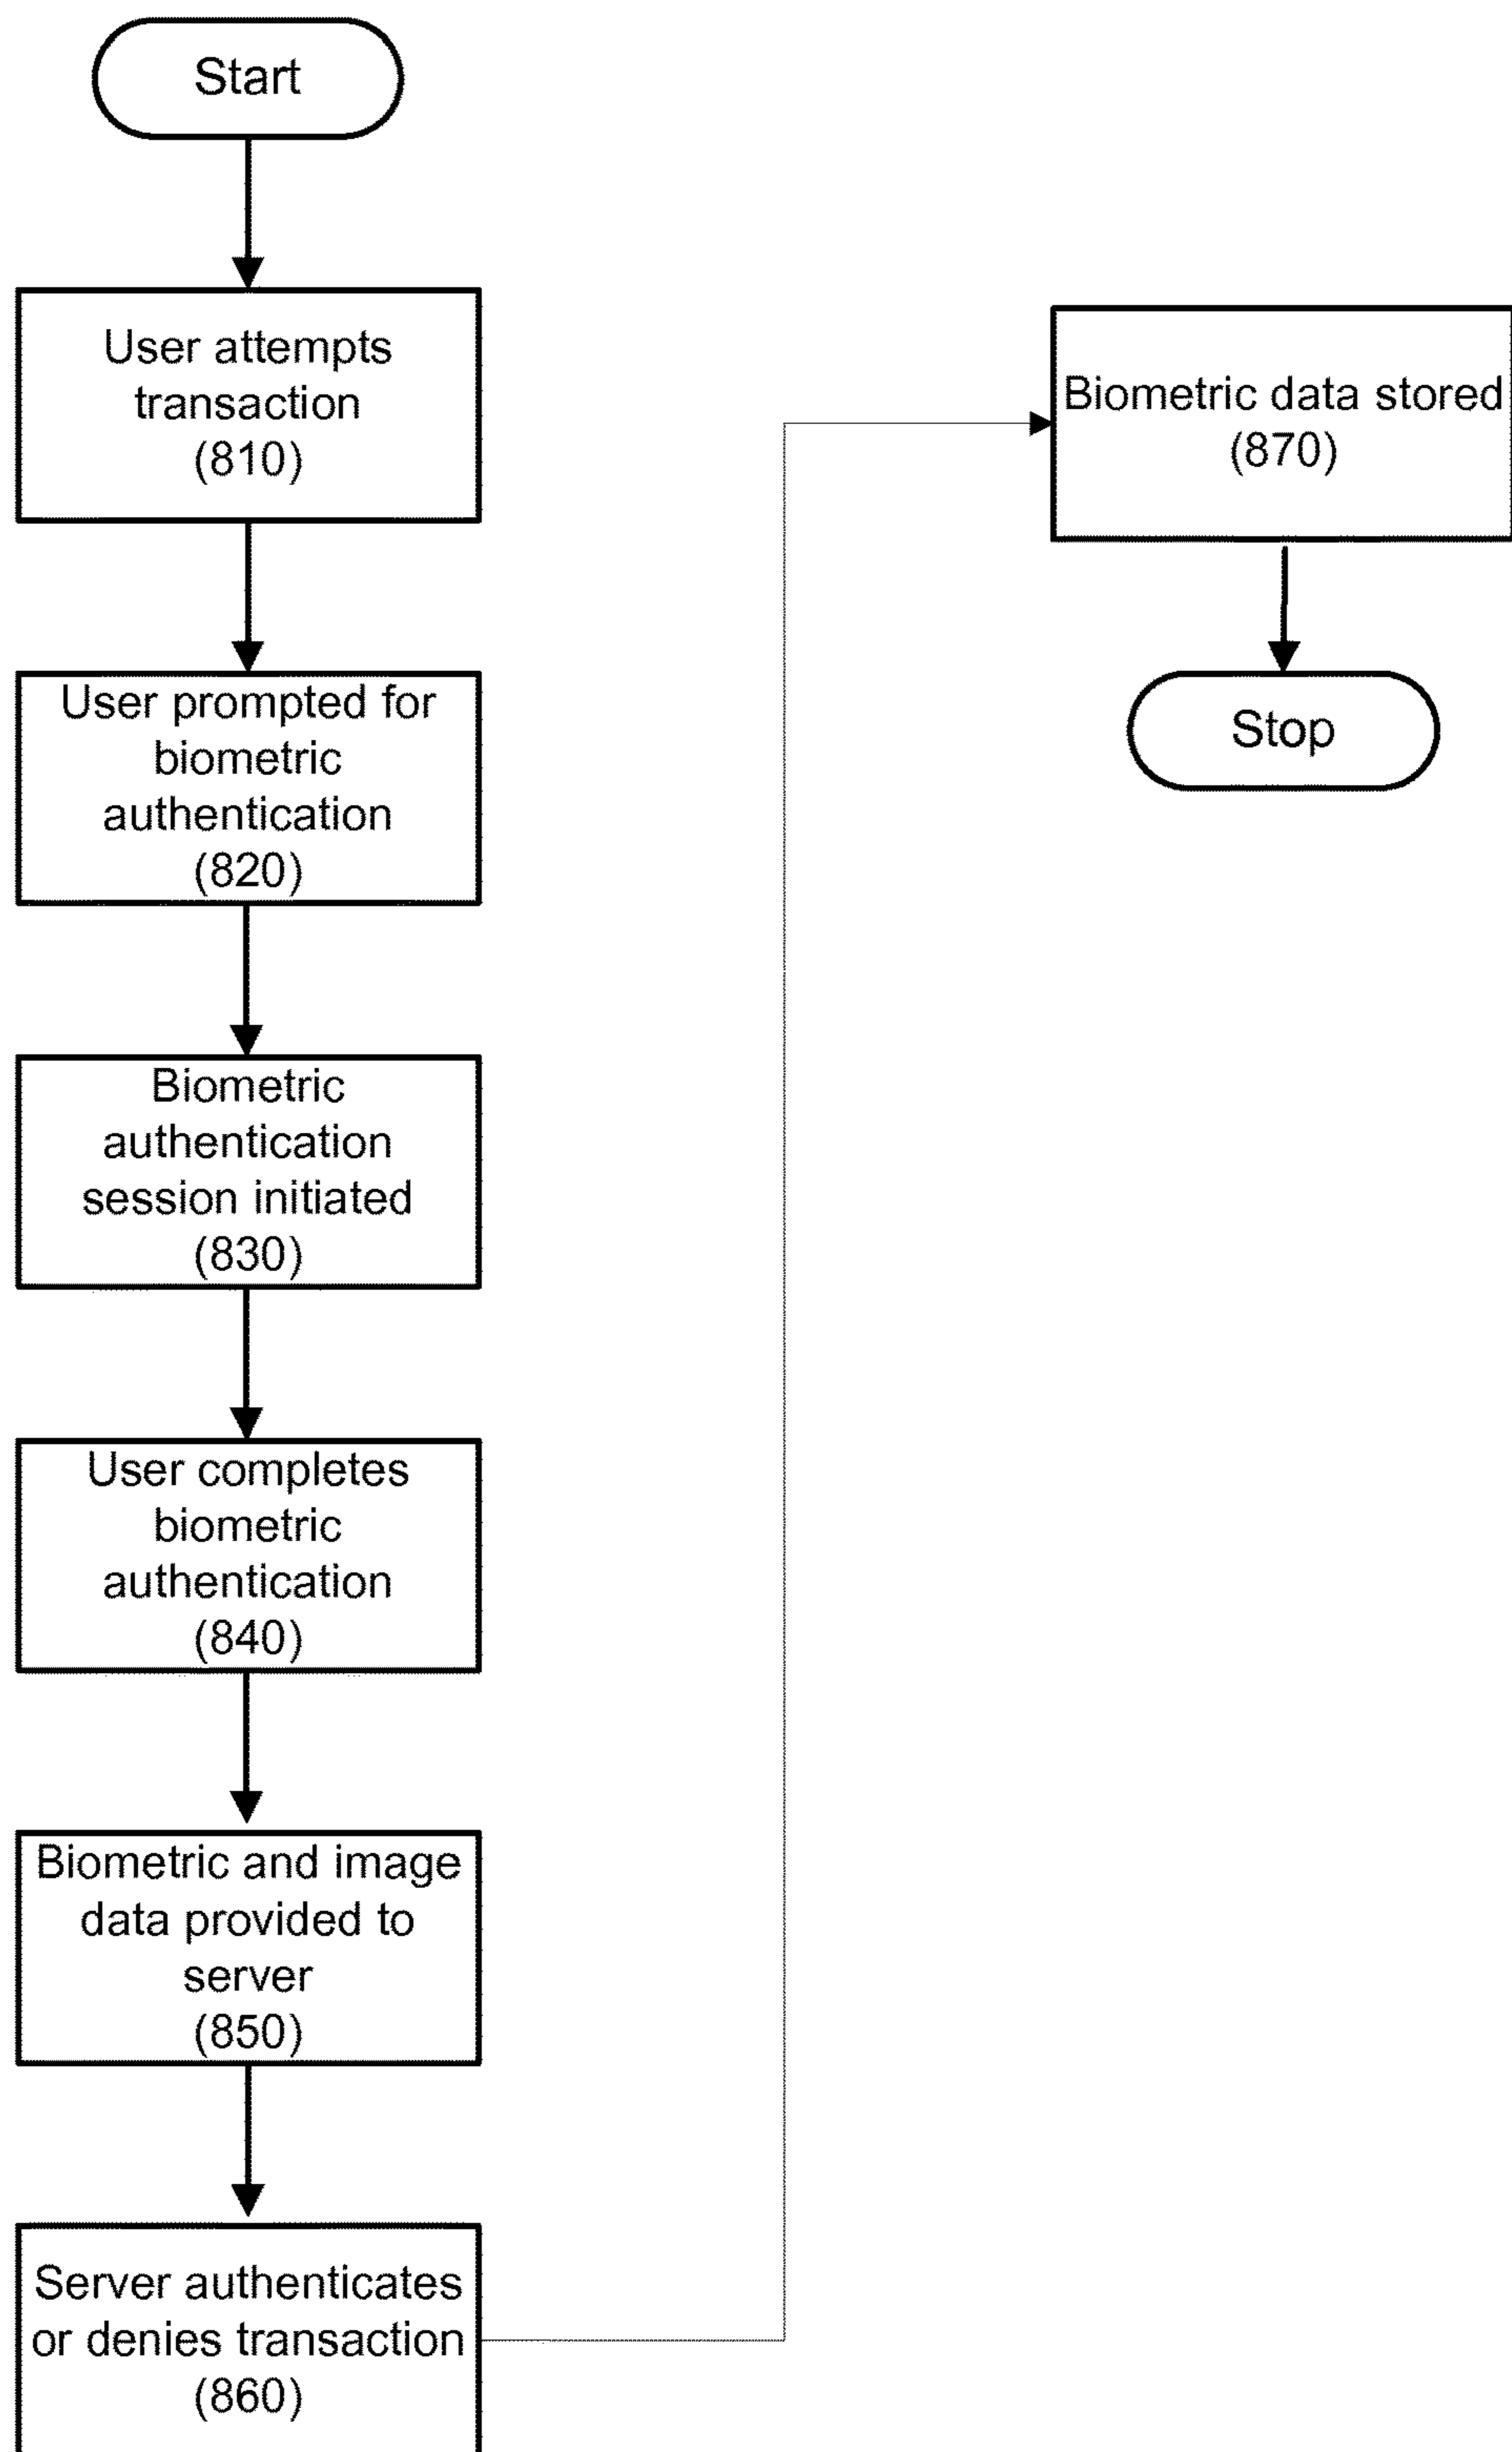 Start
User attempts
transaction
(810)
User prompted for
biometric
authentication
(820)
Biometric
authentication
session initiated
(830)
User completes
biometric
authentication
(840)
Biometric and image
data provided to
server
(850)
Server authenticates
or denies transaction
(860)
Biometric data stored
(870)
Stop